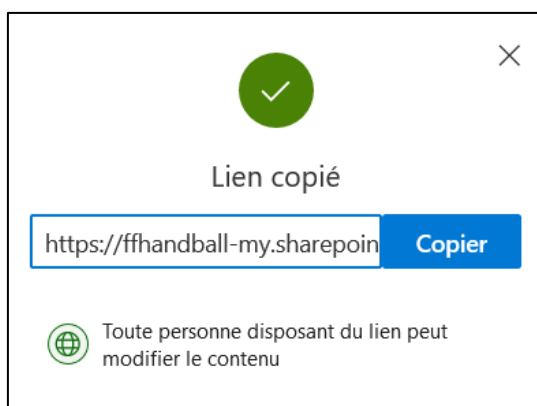 Lien copié
https://ffhandball-my.sharepoin
Copier
Toute personne disposant du lien peut
modifier le contenu